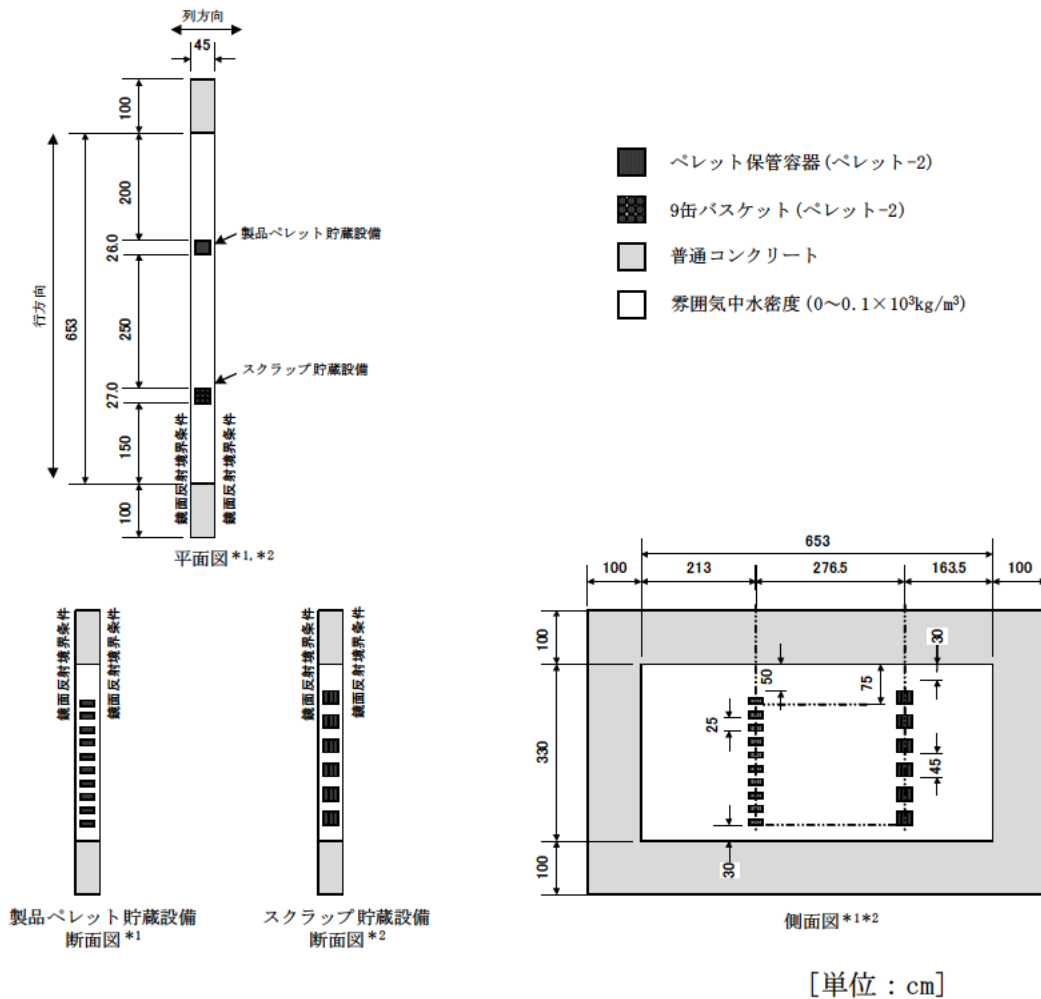 列方向
45
100
200
26.0
653
250
27.0
150
100
行方向
製品ペレット貯蔵設備
スクラップ貯蔵設備
鏡面反射境界条件
鏡面反射境界条件
平面図*1,*2
ペレット保管容器(ペレット-2)
9缶バスケット(ペレット-2)
普通コンクリート
雰囲気中水密度(0～0.1×10³kg/m³)
鏡面反射境界条件
鏡面反射境界条件
製品ペレット貯蔵設備
断面図*1
鏡面反射境界条件
鏡面反射境界条件
スクラップ貯蔵設備
断面図*2
653
100
213
276.5
163.5
100
100
330
100
50
75
30
25
45
30
側面図*1*2
[単位：cm]